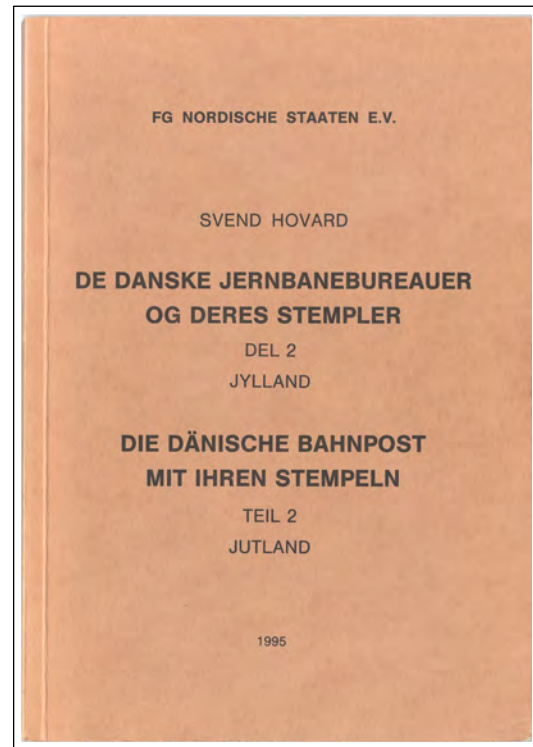 FG NORDISCHE STAATEN E.V.
SVEND HOVARD
DE DANSKE JERNBANEBUREAUER
OG DERES STEMPLER
DEL 2
JYLLAND
DIE DÄNISCHE BAHNPOST
MIT IHREN STEMPELN
TEIL 2
JUTLAND
1995